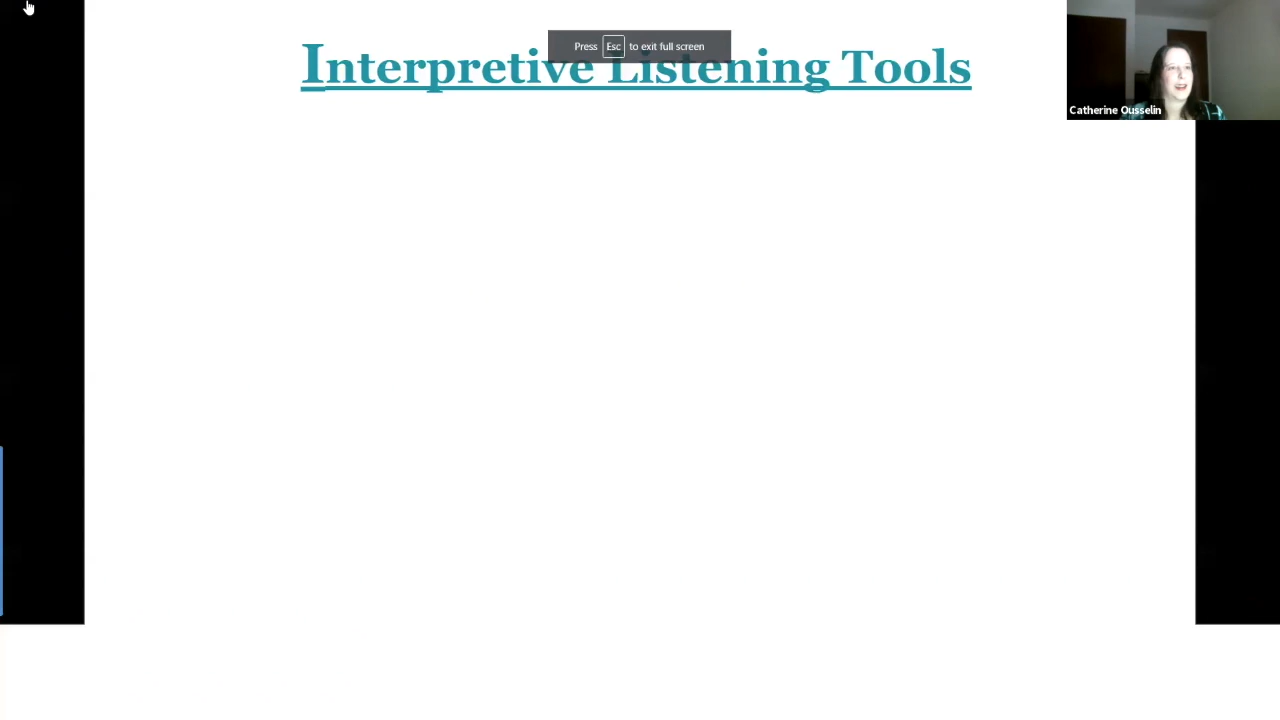 Press Esc to exit full screen
Interpretive Listening Tools
Catherine Ousselin